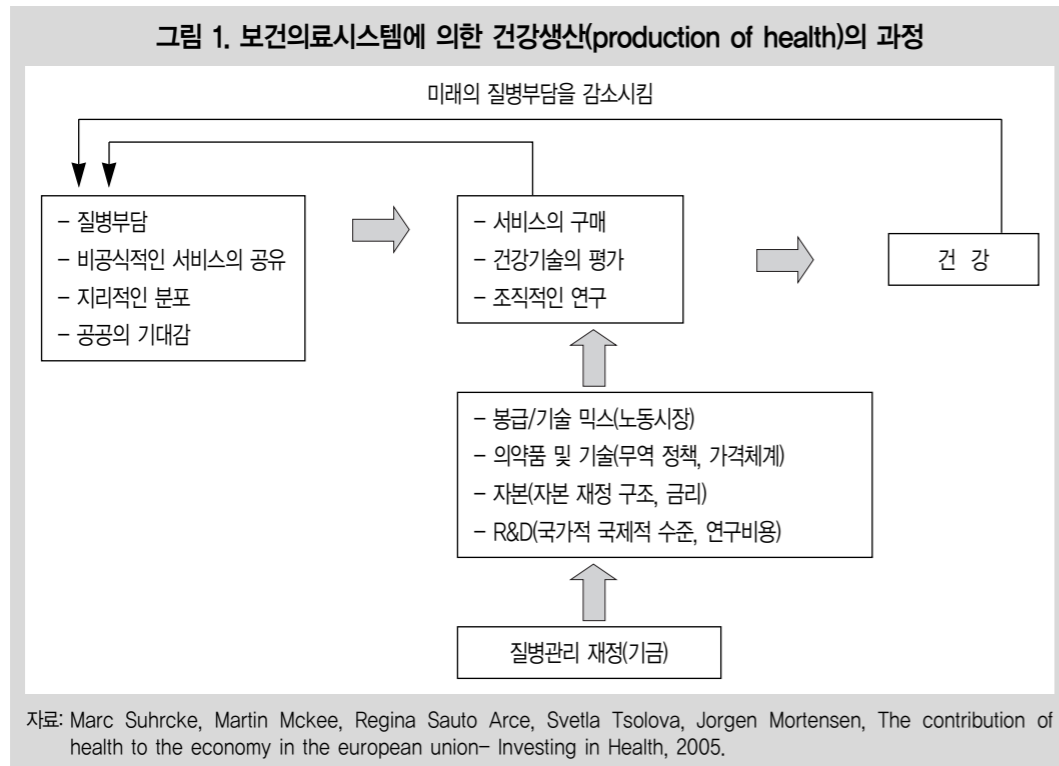 그림 1. 보건의료시스템에 의한 건강생산(production of health)의 과정
미래의 질병부담을 감소시킴
– 질병부담
– 비공식적인 서비스의 공유
– 지리적인 분포
– 공공의 기대감
– 서비스의 구매
– 건강기술의 평가
– 조직적인 연구
건 강
– 봉급/기술 믹스(노동시장)
– 의약품 및 기술(무역 정책, 가격체계)
– 자본(자본 재정 구조, 금리)
– R&D(국가적 국제적 수준, 연구비용)
질병관리 재정(기금)
자료: Marc Suhrcke, Martin Mckee, Regina Sauto Arce, Svetla Tsolova, Jorgen Mortensen, The contribution of
health to the economy in the european union– Investing in Health, 2005.